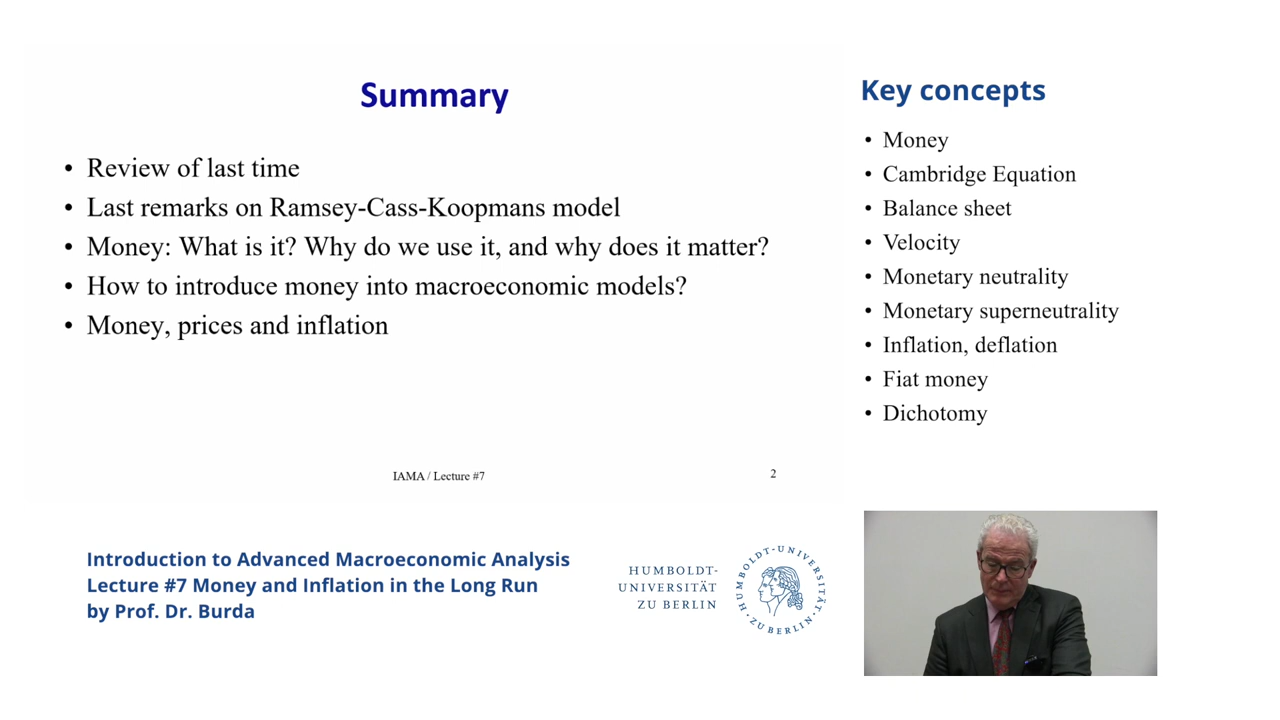 Summary
• Review of last time
• Last remarks on Ramsey-Cass-Koopmans model
• Money: What is it? Why do we use it, and why does it matter?
• How to introduce money into macroeconomic models?
• Money, prices and inflation
IAMA / Lecture #7
2
Key concepts
• Money
• Cambridge Equation
• Balance sheet
• Velocity
• Monetary neutrality
• Monetary superneutrality
• Inflation, deflation
• Fiat money
• Dichotomy
Introduction to Advanced Macroeconomic Analysis
Lecture #7 Money and Inflation in the Long Run
by Prof. Dr. Burda
HUMBOLDT-
UNIVERSITÄT
ZU BERLIN
HUMBOLDT-UNIVERSITÄT
ZU BERLIN